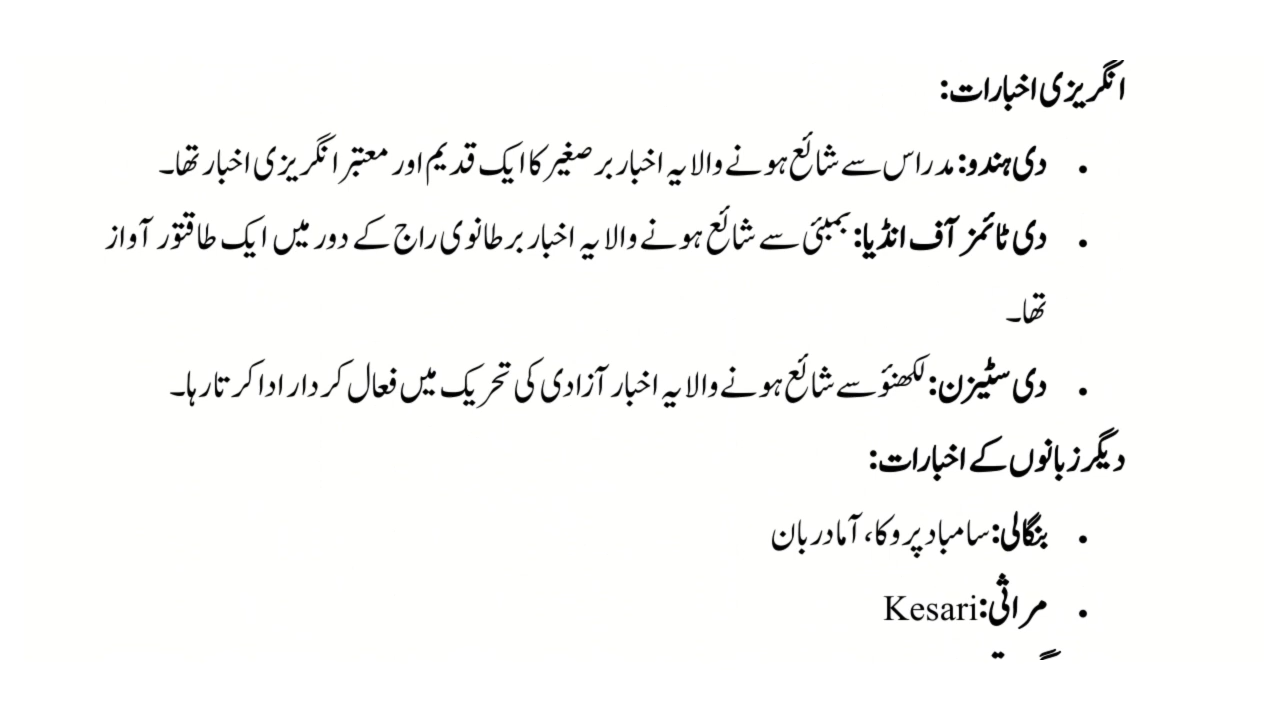 انگریزی اخبارات:
• دی ہندو: مدراس سے شائع ہونے والا یہ اخبار برصغیر کا ایک قدیم اور معتبر انگریزی اخبار تھا۔
• دی ٹائمز آف انڈیا: بمبئی سے شائع ہونے والا یہ اخبار برطانوی راج کے دور میں ایک طاقتور آواز
تھا۔
• دی سٹیزن: لکھنؤ سے شائع ہونے والا یہ اخبار آزادی کی تحریک میں فعال کردار ادا کرتا رہا۔
دیگر زبانوں کے اخبارات:
• بنگالی: سامباد پروکا، آمادربان
• مراٹی: Kesari